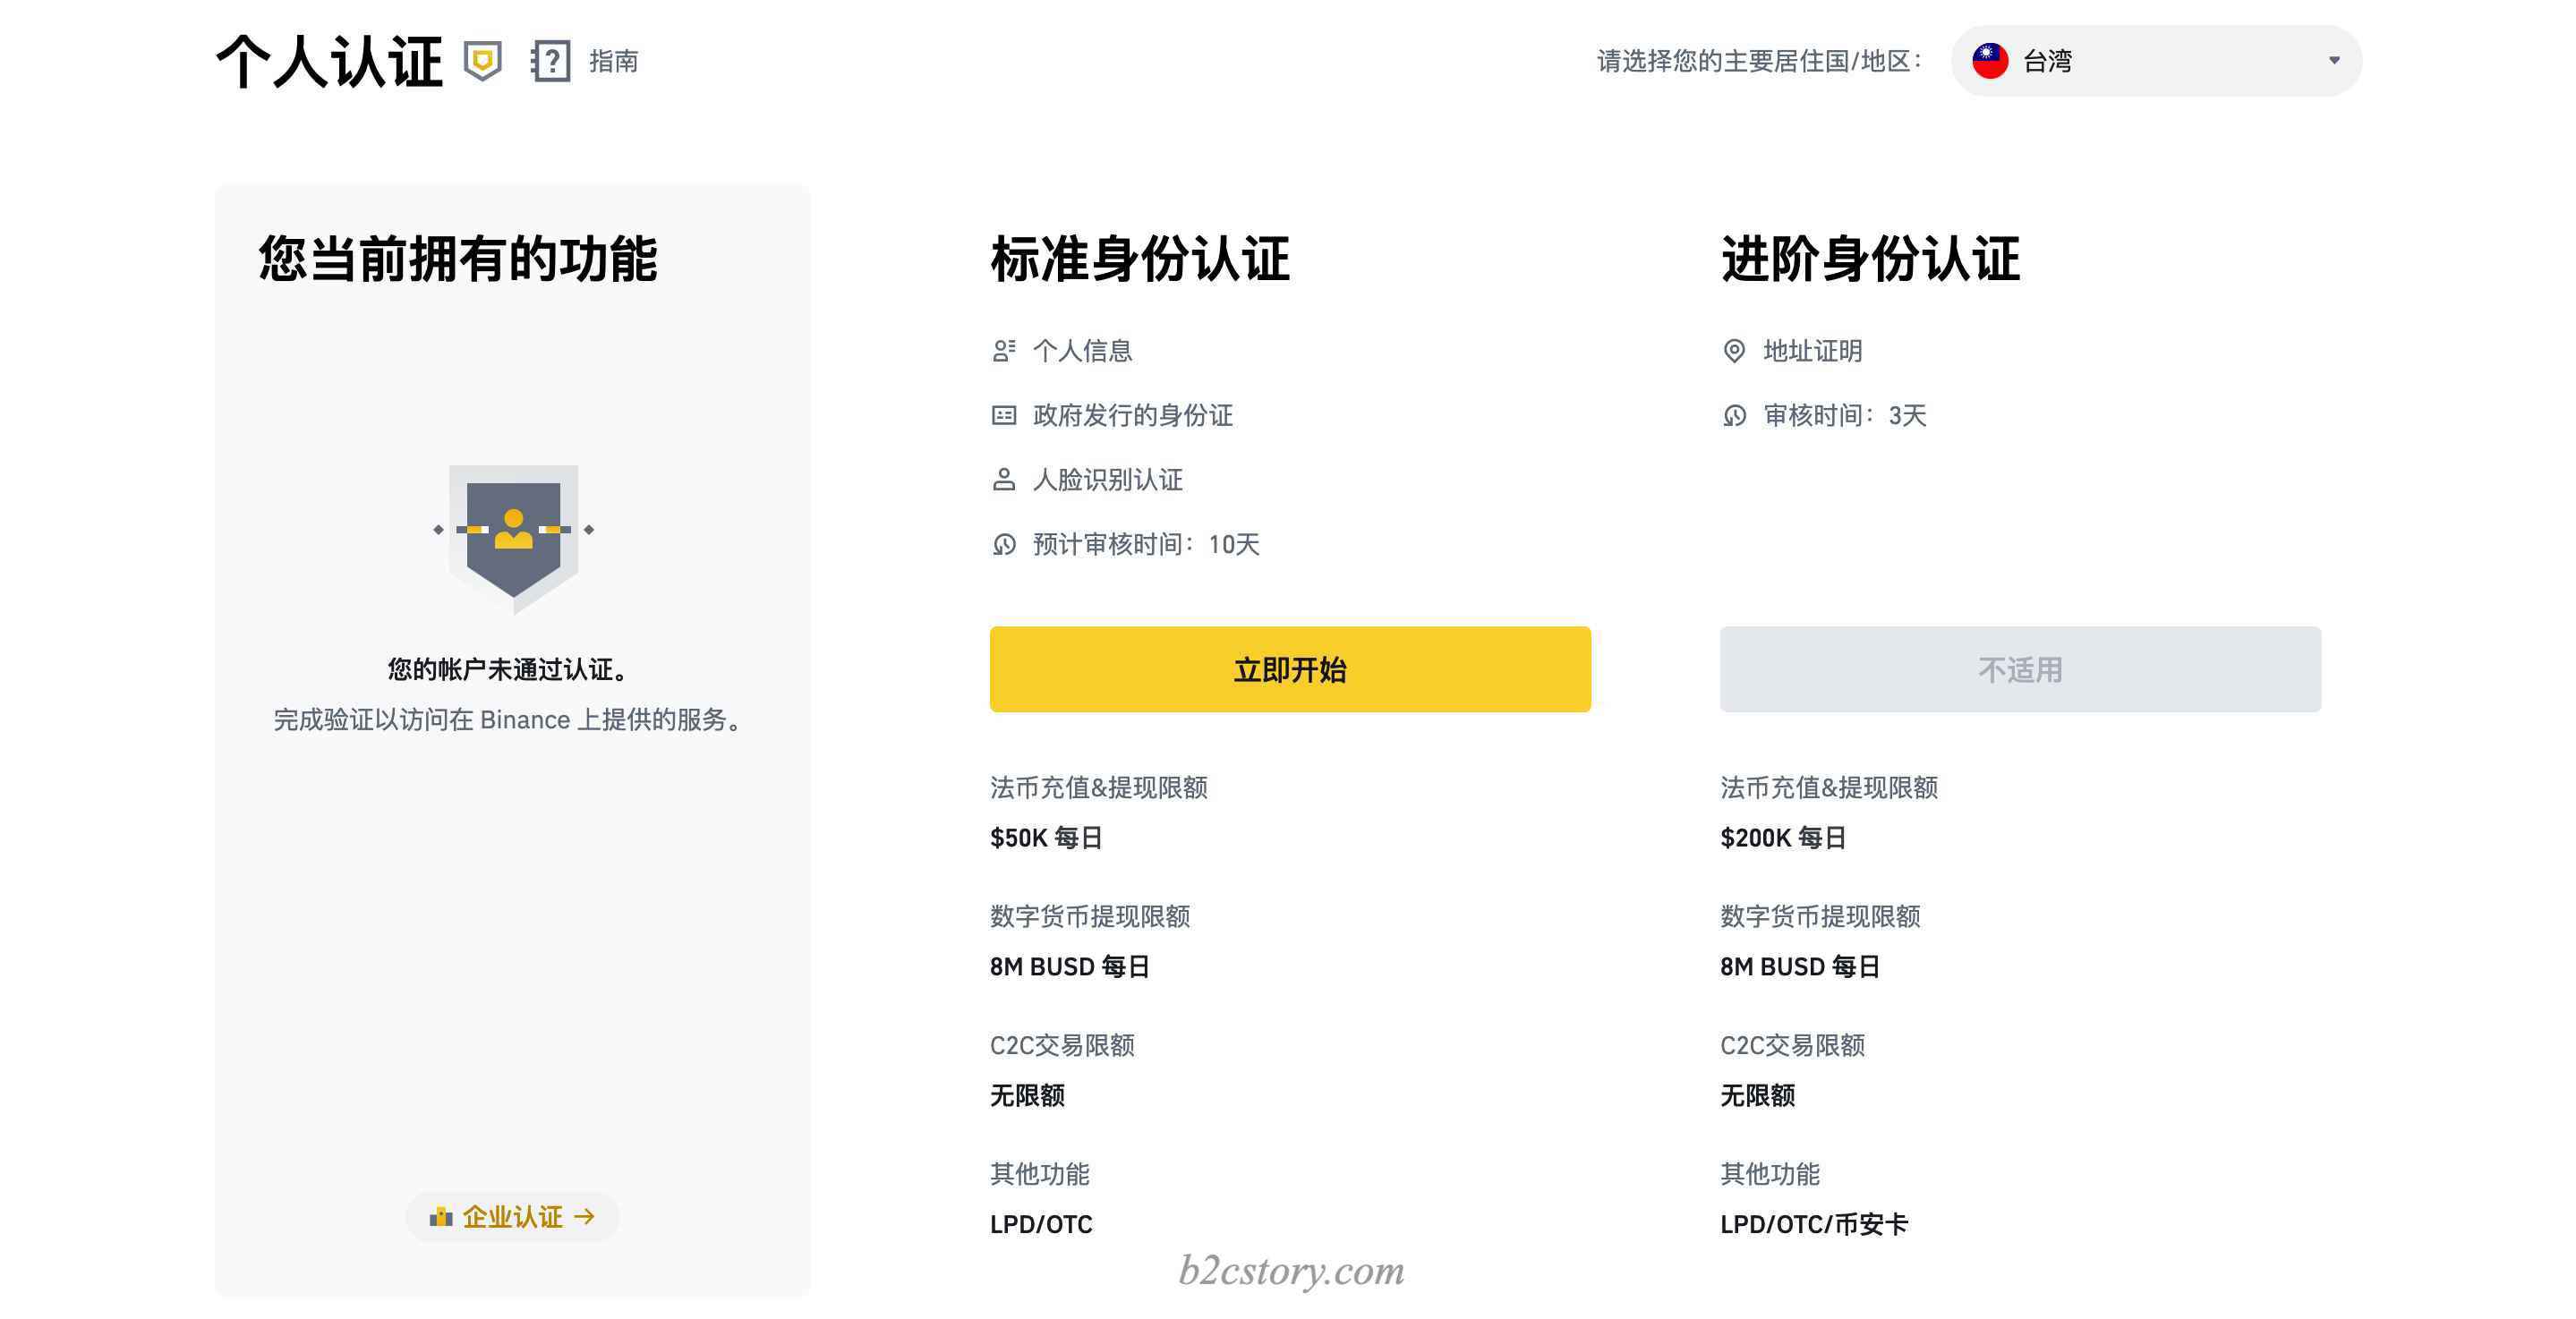 个人认证
指南
请选择您的主要居住国/地区：
台湾
您当前拥有的功能
您的帐户未通过认证。
完成验证以访问在 Binance 上提供的服务。
企业认证
标准身份认证
个人信息
政府发行的身份证
人脸识别认证
预计审核时间：10天
立即开始
法币充值&提现限额
$50K 每日
数字货币提现限额
8M BUSD 每日
C2C交易限额
无限额
其他功能
LPD/OTC
进阶身份认证
地址证明
审核时间：3天
不适用
法币充值&提现限额
$200K 每日
数字货币提现限额
8M BUSD 每日
C2C交易限额
无限额
其他功能
LPD/OTC/币安卡
b2cstory.com